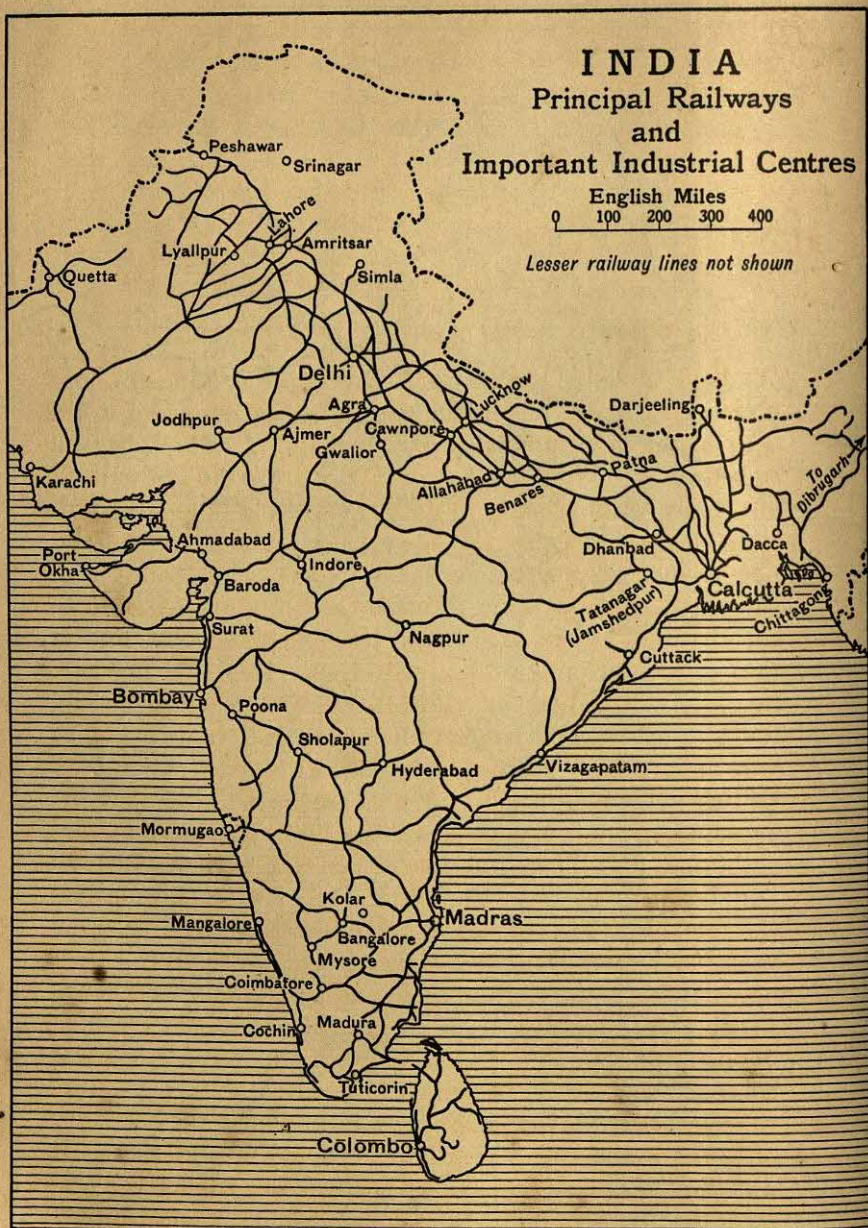 INDIA
Principal Railways
and
Important Industrial Centres
English Miles
0 100 200 300 400
Lesser railway lines not shown
Peshawar
Srinagar
Lahore
Lyallpur
Amritsar
Quetta
Simla
Delhi
Lucknow
Agra
Darjeeling
Jodhpur
Ajmer
Cawnpore
Gwalior
Karachi
Allahabad
Patna
Benares
To
Dibrugarh
Ahmadabad
Port
Okha
Indore
Dhanbad
Dacca
Baroda
Calcutta
Tatanagar
(Jamshedpur)
Chittagong
Surat
Nagpur
Cuttack
Bombay
Poona
Sholapur
Hyderabad
Vizagapatam
Mormugao
Kolar
Mangalore
Bangalore
Madras
Mysore
Coimbatore
Cochin
Madura
Tuticorin
Colombo